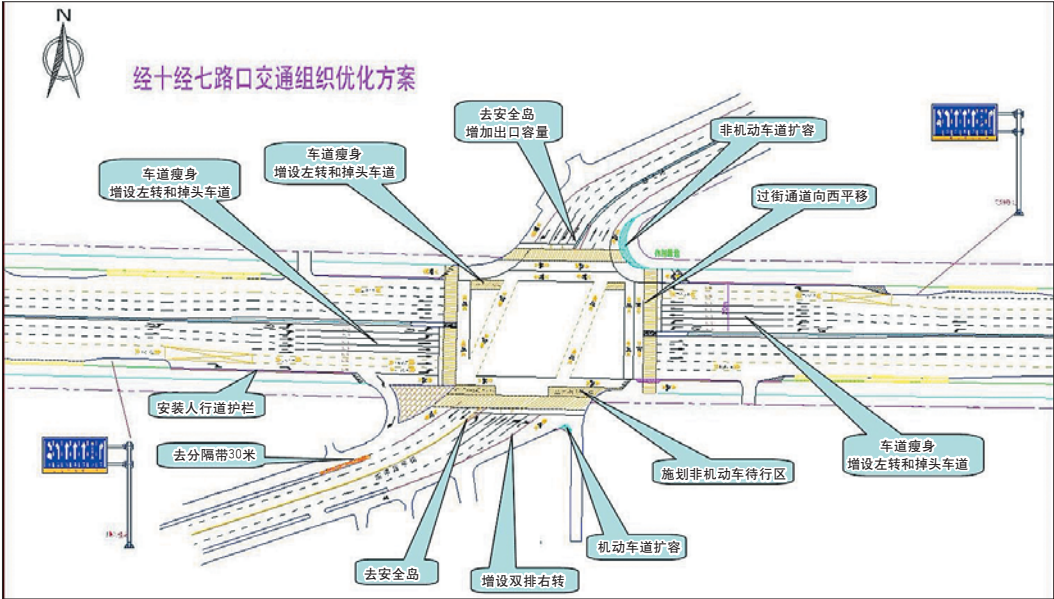 N
经十经七路口交通组织优化方案
去安全岛
增加出口容量
非机动车道扩容
车道瘦身
增设左转和掉头车道
车道瘦身
增设左转和掉头车道
过街通道向西平移
安装人行道护栏
去分隔带30米
车道瘦身
增设左转和掉头车道
施划非机动车待行区
机动车道扩容
去安全岛
增设双排右转